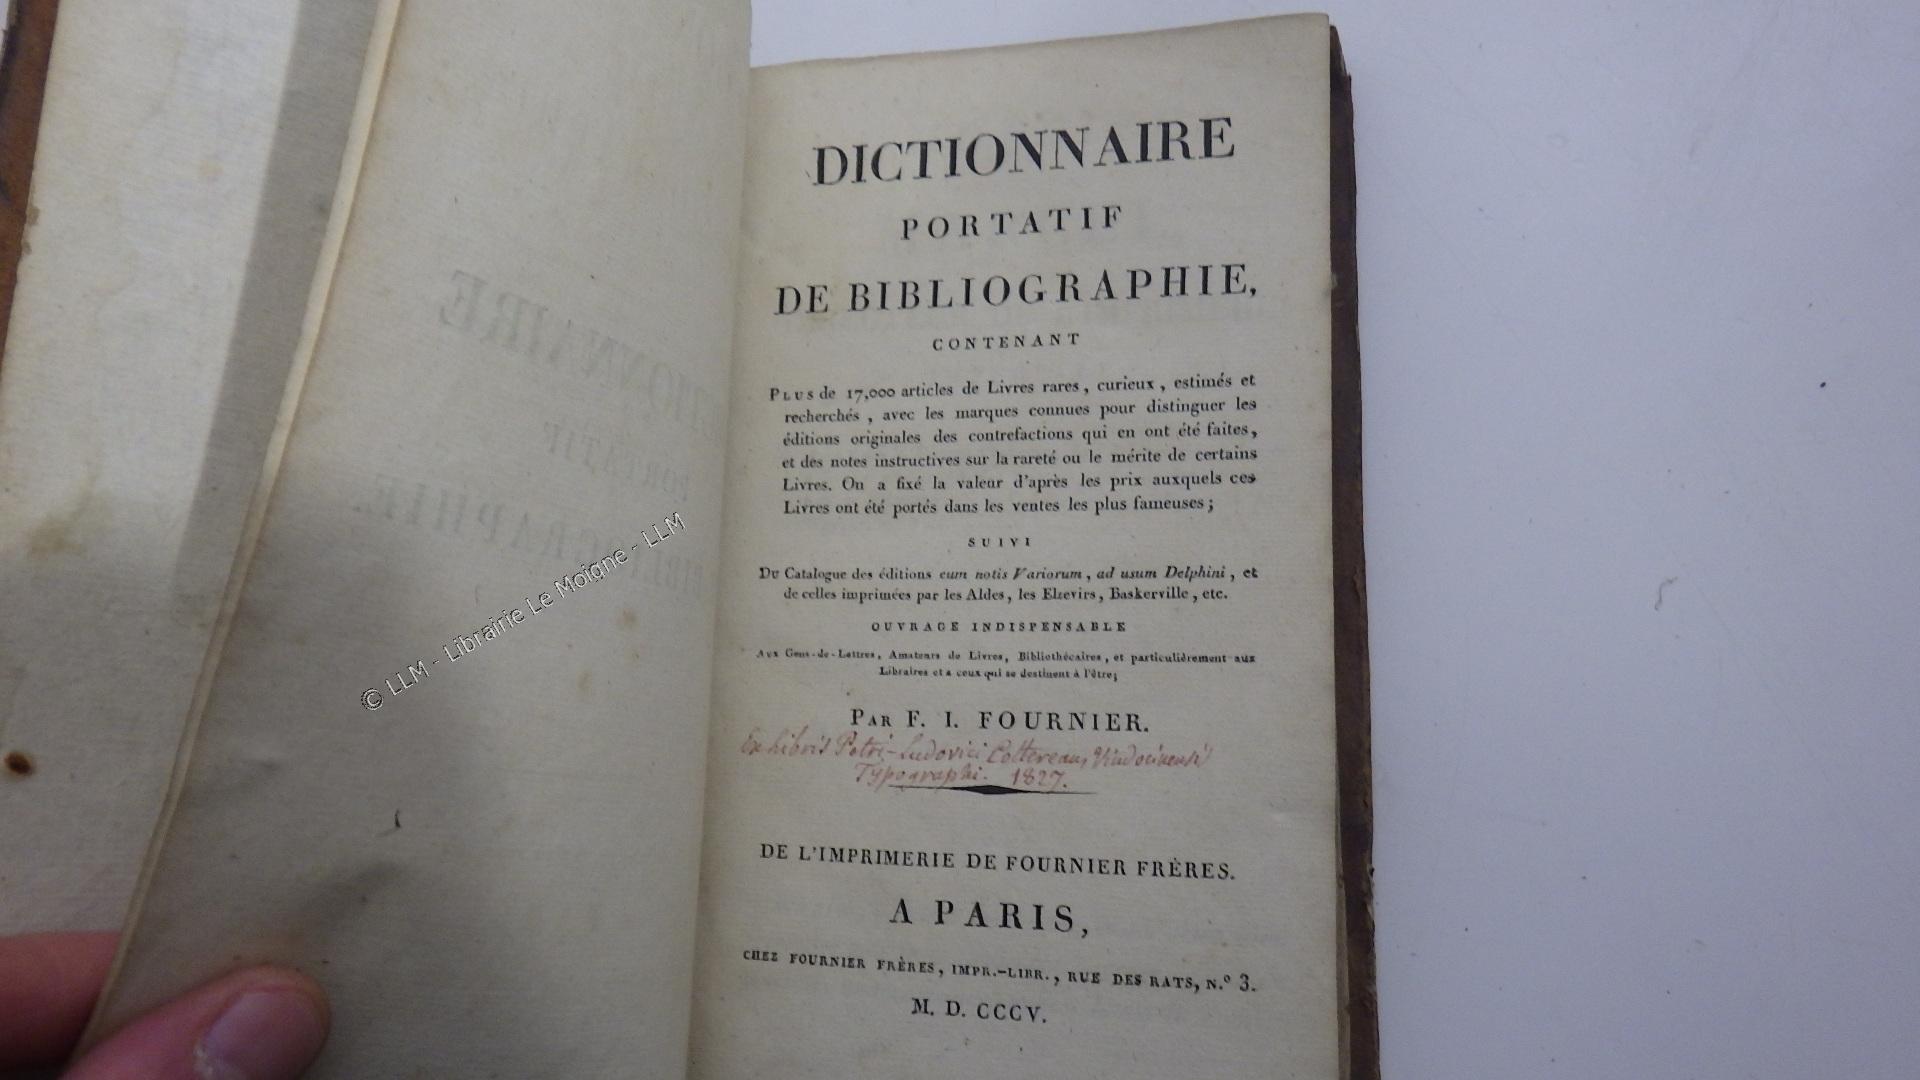 DICTIONNAIRE
PORTATIF
DE BIBLIOGRAPHIE,
CONTENANT
PLUS de 17,000 articles de Livres rares, curieux, estimés et
recherchés, avec les marques connues pour distinguer les
éditions originales des contrefactions qui en ont été faites,
et des notes instructives sur la rareté ou le mérite de certains
Livres. On a fixé la valeur d'après les prix auxquels ces
Livres ont été portés dans les ventes les plus fameuses;
SUIVI
Du Catalogue des éditions cum notis Variorum, ad usum Delphini, et
de celles imprimées par les Aldes, les Elzevirs, Baskerville, etc.
OUVRAGE INDISPENSABLE
Aux Gens-de-Lettres, Amateurs de Livres, Bibliothécaires, et particulièrement aux
Libraires et a ceux qui se destinent à l'être;
PAR F. I. FOURNIER.
Ex-libris Petri-Ludovici Cottereau, Vindocinensis
Typographi. 1827.
DE L'IMPRIMERIE DE FOURNIER FRÈRES.
A PARIS,
CHEZ FOURNIER FRÈRES, IMPR.-LIBR., RUE DES RATS, N.º 3.
M. D. CCCV.
© LLM - Librairie Le Moigne - LLM